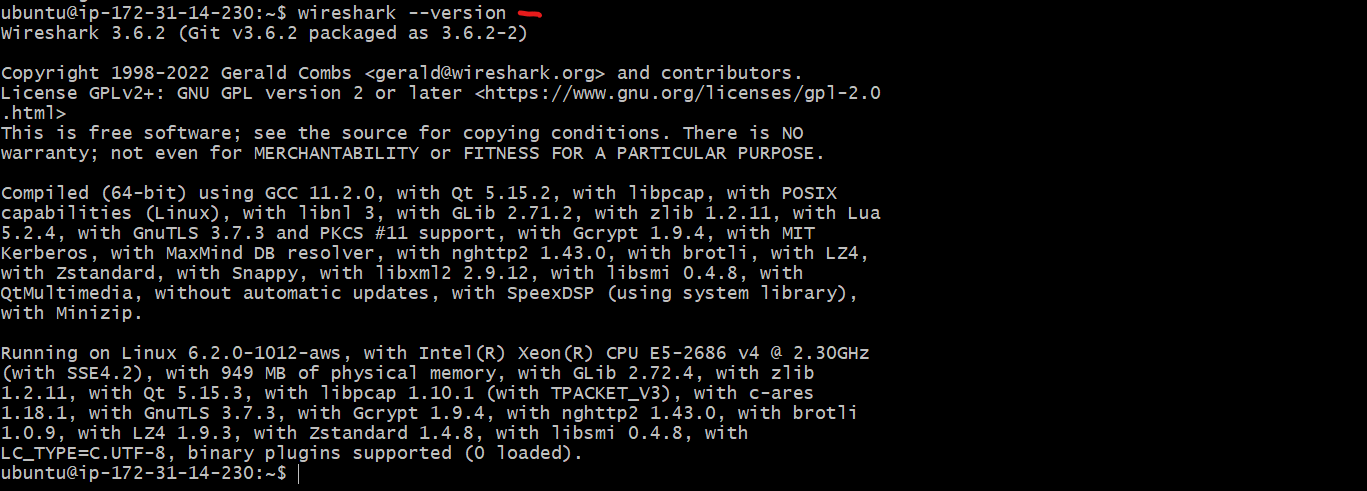 ubuntu@ip-172-31-14-230:~$ wireshark --version
Wireshark 3.6.2 (Git v3.6.2 packaged as 3.6.2-2)
Copyright 1998-2022 Gerald Combs <gerald@wireshark.org> and contributors.
License GPLv2+: GNU GPL version 2 or later <https://www.gnu.org/licenses/gpl-2.0
.html>
This is free software; see the source for copying conditions. There is NO
warranty; not even for MERCHANTABILITY or FITNESS FOR A PARTICULAR PURPOSE.
Compiled (64-bit) using GCC 11.2.0, with Qt 5.15.2, with libpcap, with POSIX
capabilities (Linux), with libnl 3, with GLib 2.71.2, with zlib 1.2.11, with Lua
5.2.4, with GnuTLS 3.7.3 and PKCS #11 support, with Gcrypt 1.9.4, with MIT
Kerberos, with MaxMind DB resolver, with nghttp2 1.43.0, with brotli, with LZ4,
with Zstandard, with Snappy, with libxml2 2.9.12, with libsmi 0.4.8, with
QtMultimedia, without automatic updates, with SpeexDSP (using system library),
with Minizip.
Running on Linux 6.2.0-1012-aws, with Intel(R) Xeon(R) CPU E5-2686 v4 @ 2.30GHz
(with SSE4.2), with 949 MB of physical memory, with GLib 2.72.4, with zlib
1.2.11, with Qt 5.15.3, with libpcap 1.10.1 (with TPACKET_V3), with c-ares
1.18.1, with GnuTLS 3.7.3, with Gcrypt 1.9.4, with nghttp2 1.43.0, with brotli
1.0.9, with LZ4 1.9.3, with Zstandard 1.4.8, with libsmi 0.4.8, with
LC_TYPE=C.UTF-8, binary plugins supported (0 loaded).
ubuntu@ip-172-31-14-230:~$